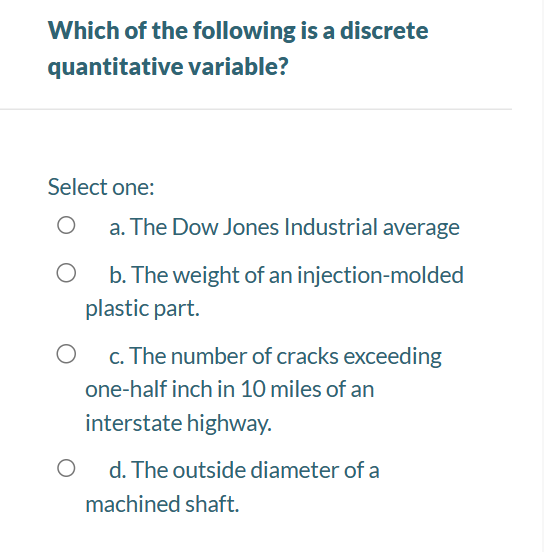 Which of the following is a discrete
quantitative variable?
Select one:
a. The Dow Jones Industrial average
b. The weight of an injection-molded
plastic part.
c. The number of cracks exceeding
one-half inch in 10 miles of an
interstate highway.
d. The outside diameter of a
machined shaft.